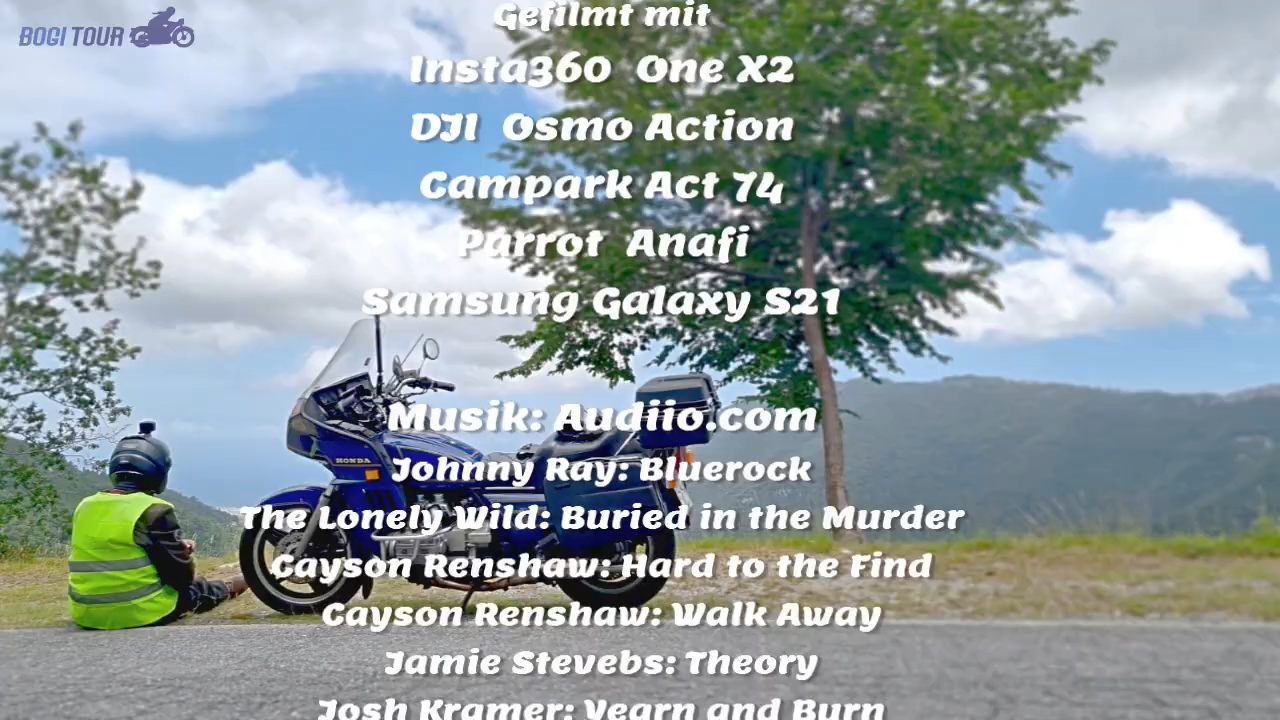 BOGI TOUR
Gefilmt mit
Insta360 One X2
DJI Osmo Action
Campark Act 74
Parrot Anafi
Samsung Galaxy S21
Musik: Audiio.com
Johnny Ray: Bluerock
The Lonely Wild: Buried in the Murder
Cayson Renshaw: Hard to the Find
Cayson Renshaw: Walk Away
Jamie Stevebs: Theory
Josh Kramer: Yearn and Burn
HONDA